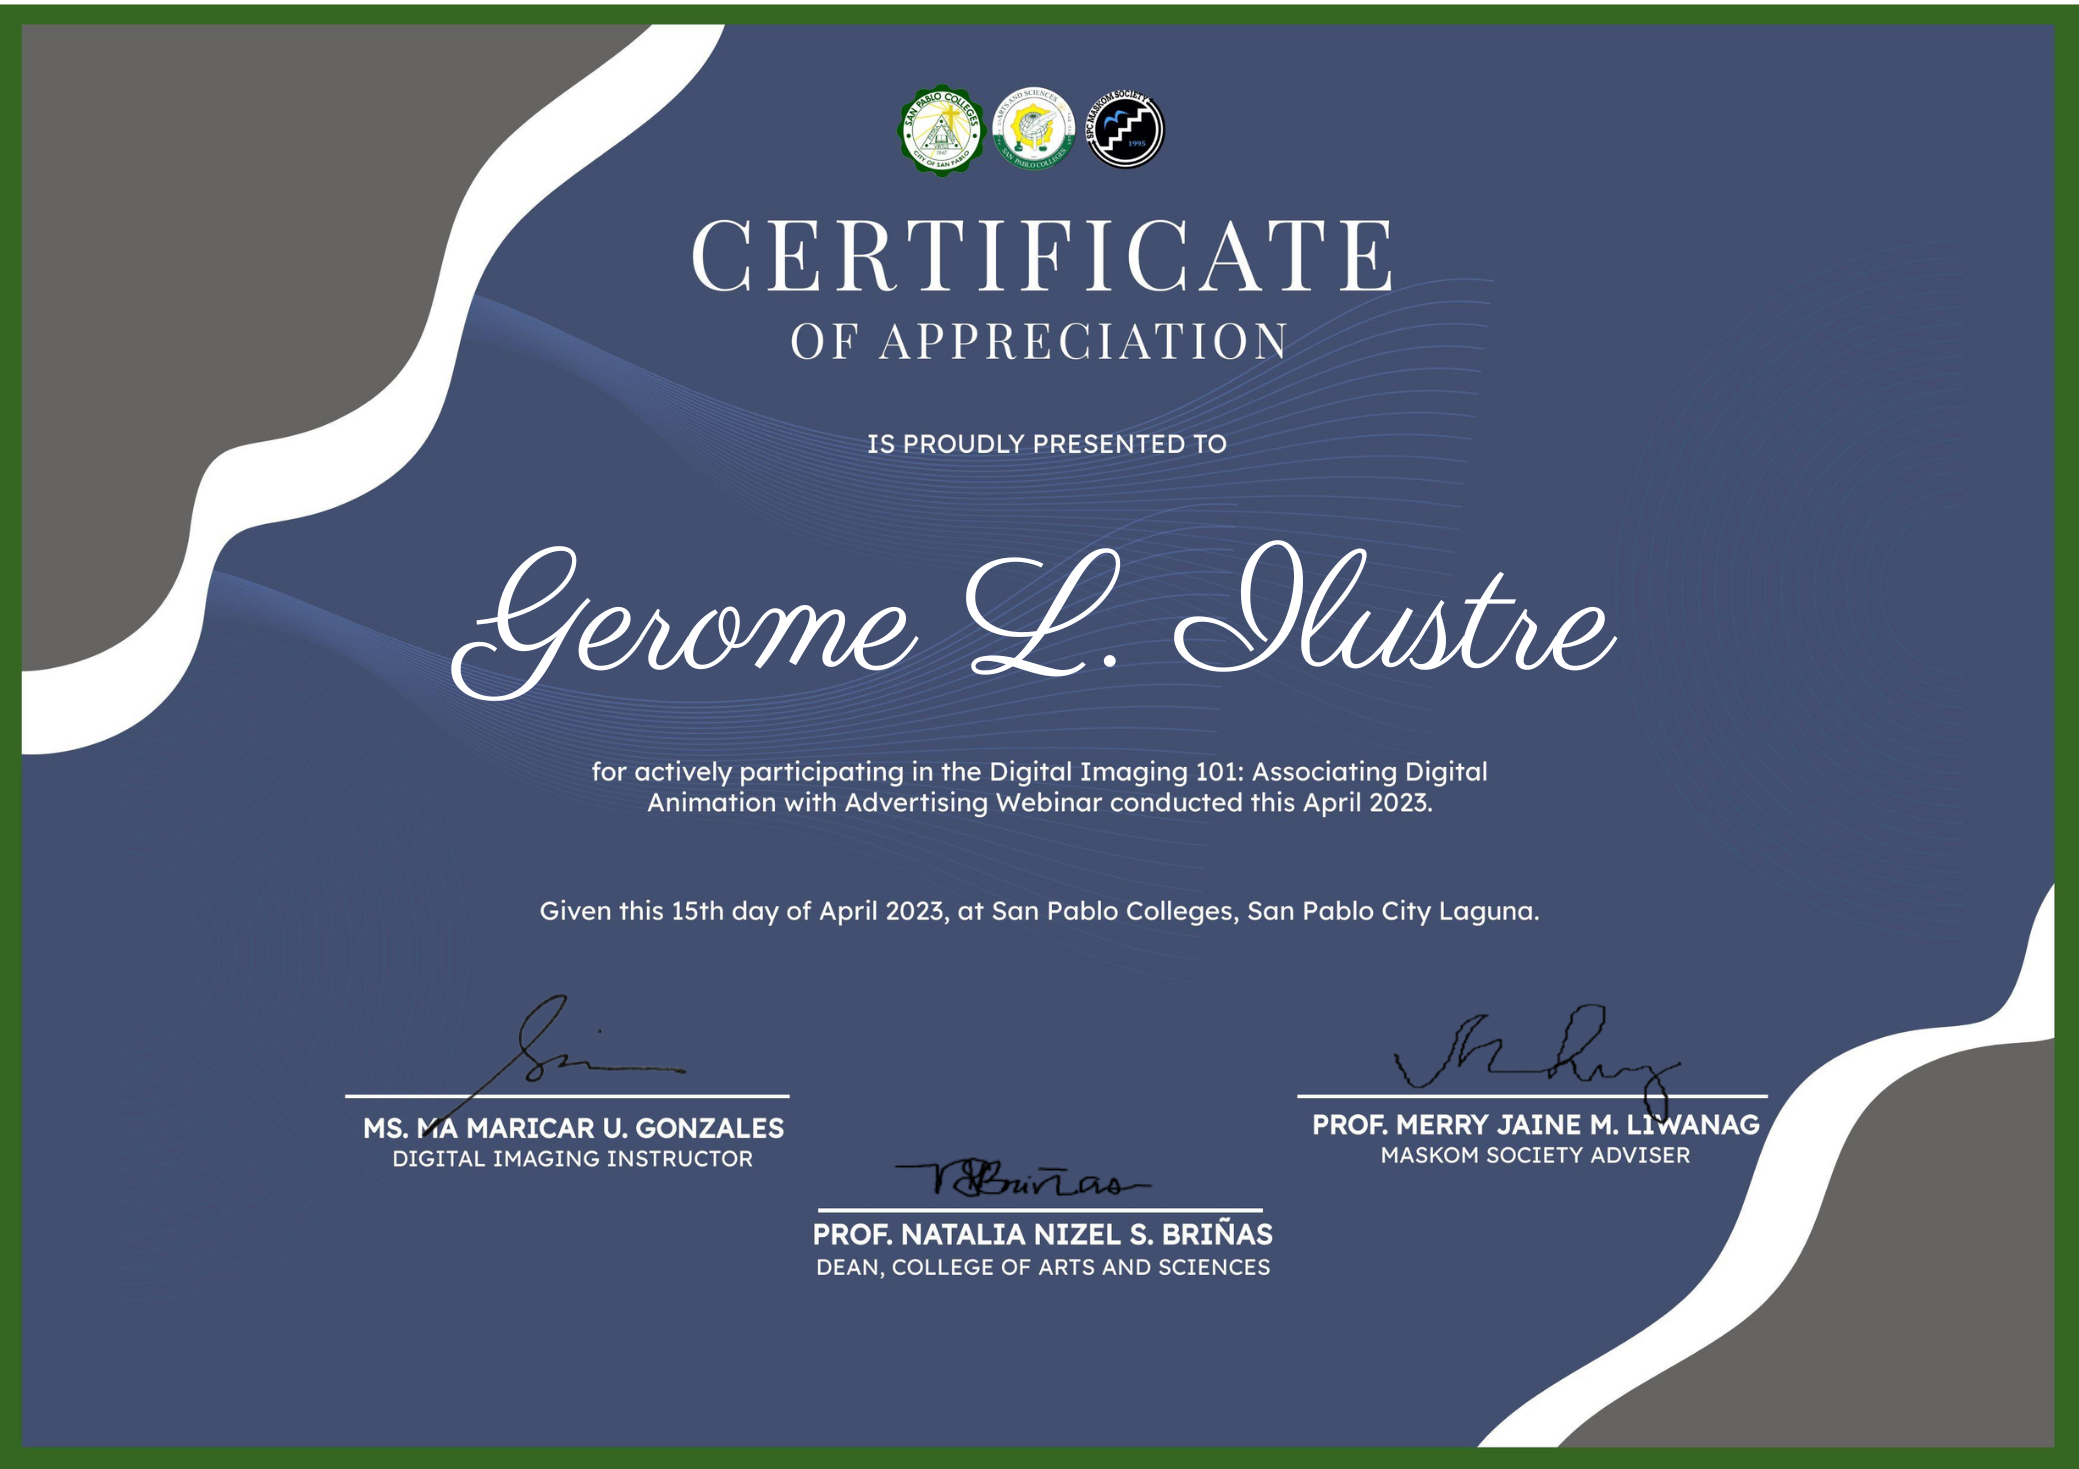 SAN PABLO COLLEGES
CITY OF SAN PABLO
1947
ARTS AND SCIENCES
SAN PABLO COLLEGES
SPC MASKOM SOCIETY
1995
CERTIFICATE
OF APPRECIATION
IS PROUDLY PRESENTED TO
Gerome L. Ilustre
for actively participating in the Digital Imaging 101: Associating Digital
Animation with Advertising Webinar conducted this April 2023.
Given this 15th day of April 2023, at San Pablo Colleges, San Pablo City Laguna.
MS. MA MARICAR U. GONZALES
DIGITAL IMAGING INSTRUCTOR
PROF. MERRY JAINE M. LIWANAG
MASKOM SOCIETY ADVISER
PROF. NATALIA NIZEL S. BRIÑAS
DEAN, COLLEGE OF ARTS AND SCIENCES